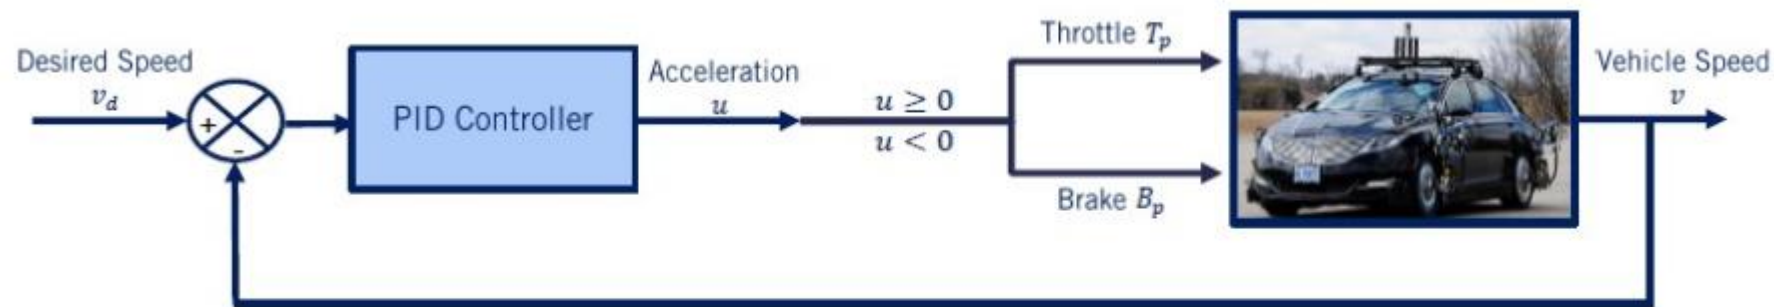 Desired Speed
v_d
+
-
PID Controller
Acceleration
u
u ≥ 0
u < 0
Throttle T_p
Brake B_p
Vehicle Speed
v